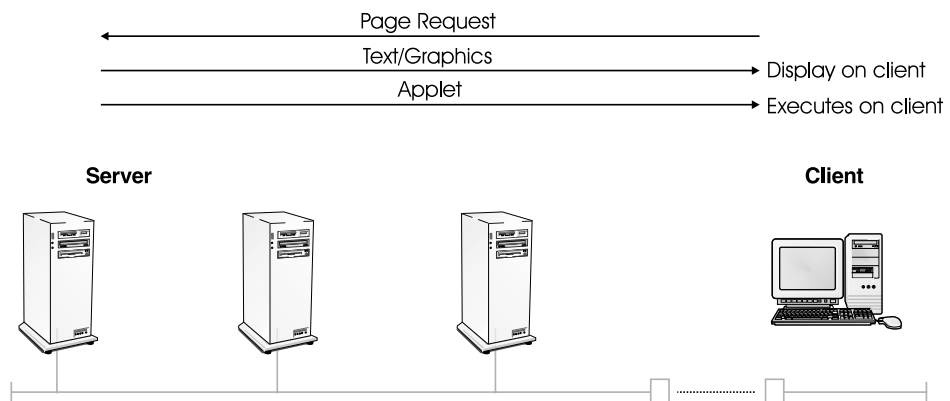 Page Request
Text/Graphics
Display on client
Applet
Executes on client
Server
Client